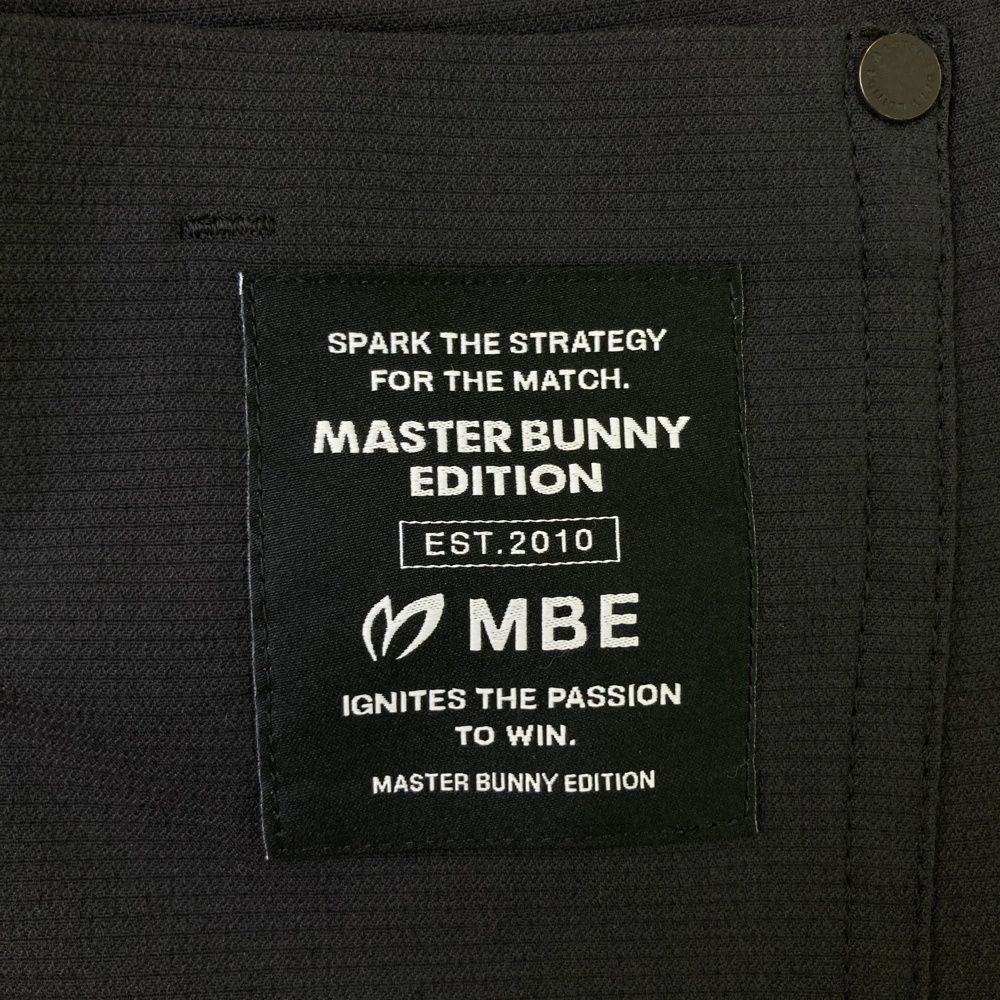 SPARK THE STRATEGY
FOR THE MATCH.
MASTER BUNNY
EDITION
EST.2010
MBE
IGNITES THE PASSION
TO WIN.
MASTER BUNNY EDITION